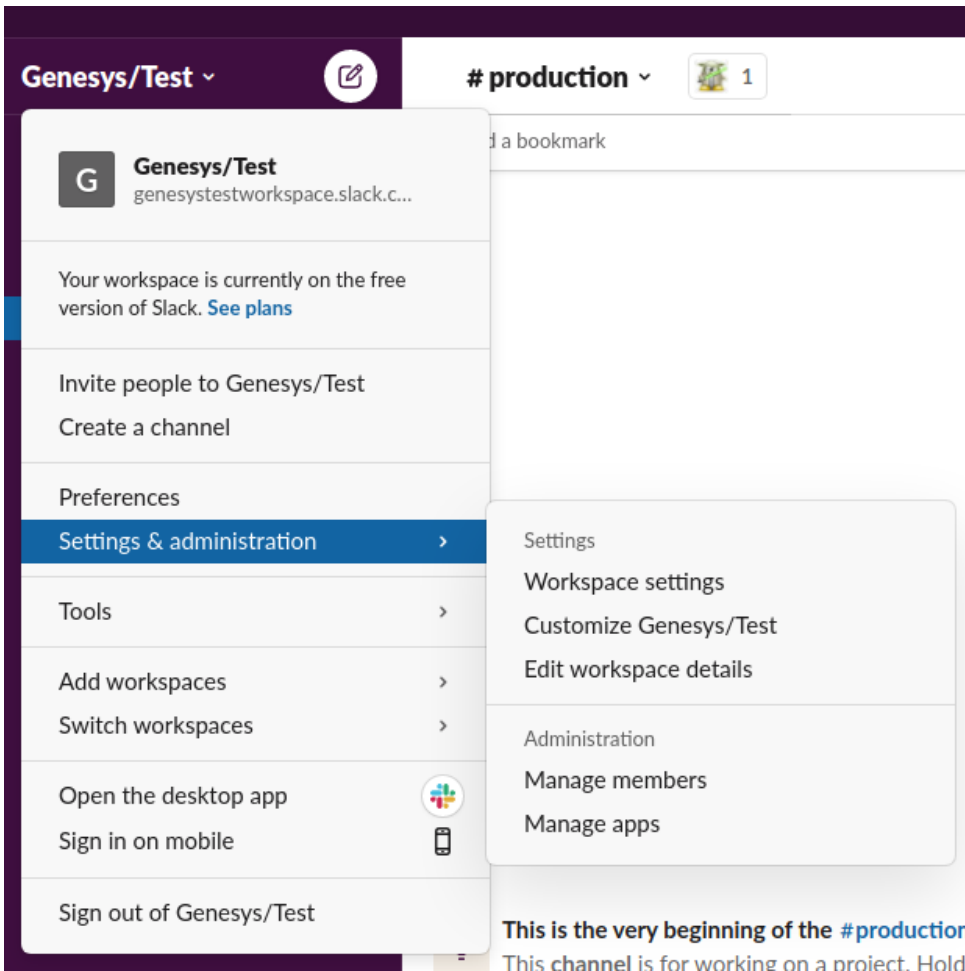 Genesys/Test
# production
1
d a bookmark
G
Genesys/Test
genesystestworkspace.slack.c...
Your workspace is currently on the free
version of Slack. See plans
Invite people to Genesys/Test
Create a channel
Preferences
Settings & administration
Settings
Workspace settings
Customize Genesys/Test
Edit workspace details
Tools
Add workspaces
Switch workspaces
Administration
Manage members
Manage apps
Open the desktop app
Sign in on mobile
Sign out of Genesys/Test
This is the very beginning of the #production
This channel is for working on a project. Hold